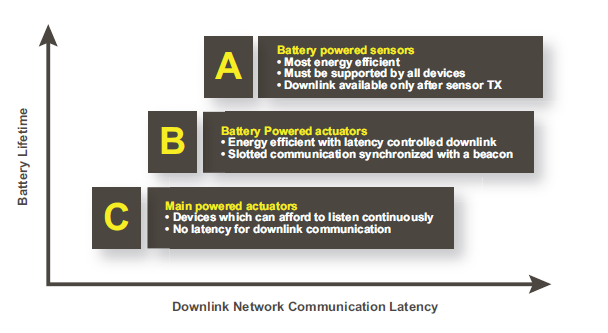 Battery Lifetime
A
Battery powered sensors
• Most energy efficient
• Must be supported by all devices
• Downlink available only after sensor TX
B
Battery Powered actuators
• Energy efficient with latency controlled downlink
• Slotted communication synchronized with a beacon
C
Main powered actuators
• Devices which can afford to listen continuously
• No latency for downlink communication
Downlink Network Communication Latency